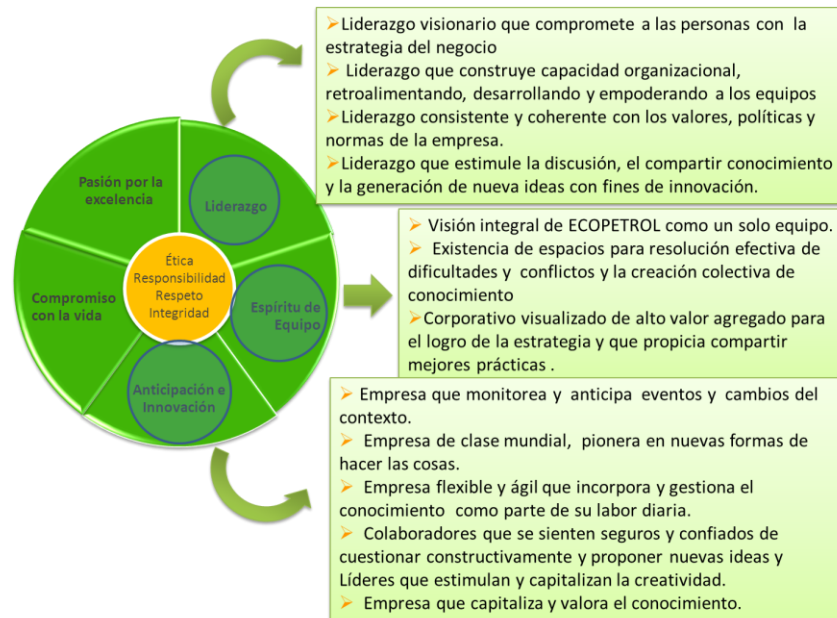 Pasión por la
excelencia
Liderazgo
Compromiso
con la vida
Ética
Responsibilidad
Respeto
Integridad
Espíritu de
Equipo
Anticipación e
Innovación
➢Liderazgo visionario que compromete a las personas con la
estrategia del negocio
➢ Liderazgo que construye capacidad organizacional,
retroalimentando, desarrollando y empoderando a los equipos
➢Liderazgo consistente y coherente con los valores, políticas y
normas de la empresa.
➢Liderazgo que estimule la discusión, el compartir conocimiento
y la generación de nueva ideas con fines de innovación.
➢ Visión integral de ECOPETROL como un solo equipo.
➢ Existencia de espacios para resolución efectiva de
dificultades y conflictos y la creación colectiva de
conocimiento
➢Corporativo visualizado de alto valor agregado para
el logro de la estrategia y que propicia compartir
mejores prácticas .
➢ Empresa que monitorea y anticipa eventos y cambios del
contexto.
➢ Empresa de clase mundial, pionera en nuevas formas de
hacer las cosas.
➢ Empresa flexible y ágil que incorpora y gestiona el
conocimiento como parte de su labor diaria.
➢ Colaboradores que se sienten seguros y confiados de
cuestionar constructivamente y proponer nuevas ideas y
Líderes que estimulan y capitalizan la creatividad.
➢ Empresa que capitaliza y valora el conocimiento.